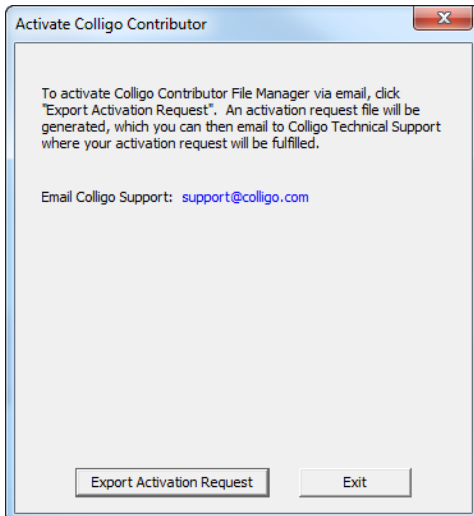 Activate Colligo Contributor
To activate Colligo Contributor File Manager via email, click
"Export Activation Request".  An activation request file will be
generated, which you can then email to Colligo Technical Support
where your activation request will be fulfilled.
Email Colligo Support:  support@colligo.com
Export Activation Request
Exit